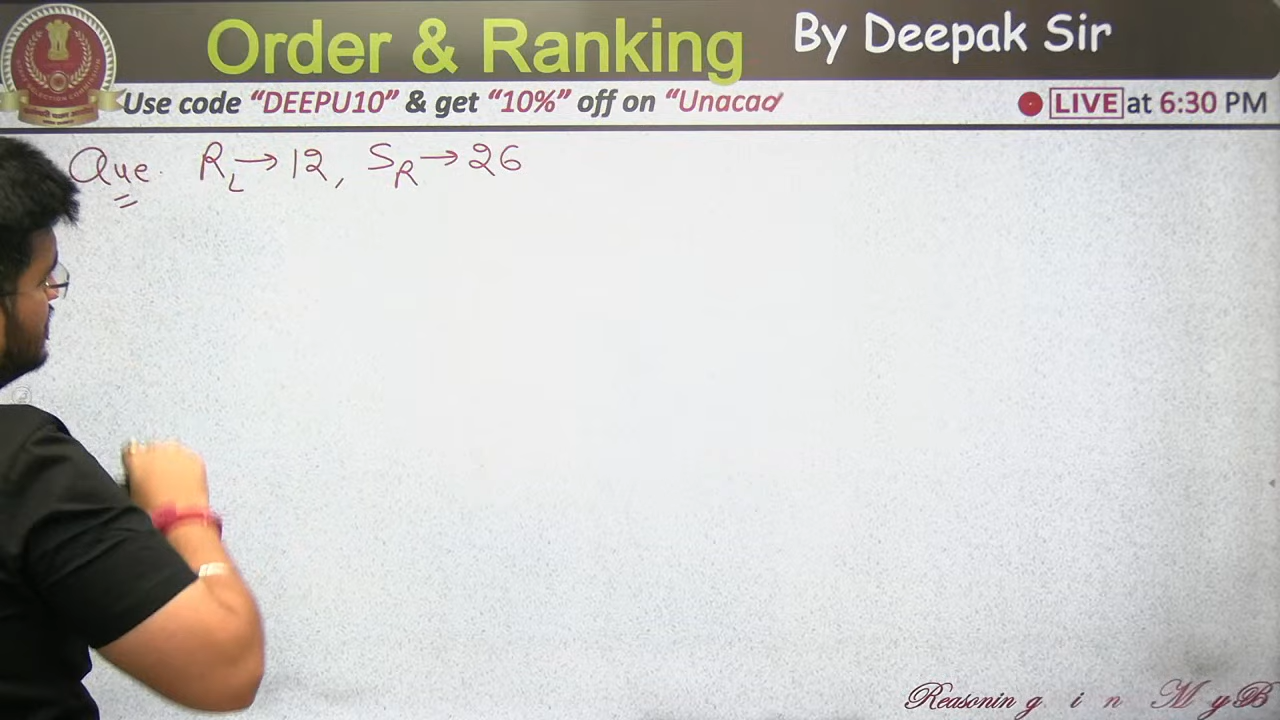 Order & Ranking By Deepak Sir
Use code “DEEPU10” & get “10%” off on “Unacad
LIVE at 6:30 PM
Que. R_L → 12, S_R → 26
Reasoning in MyB